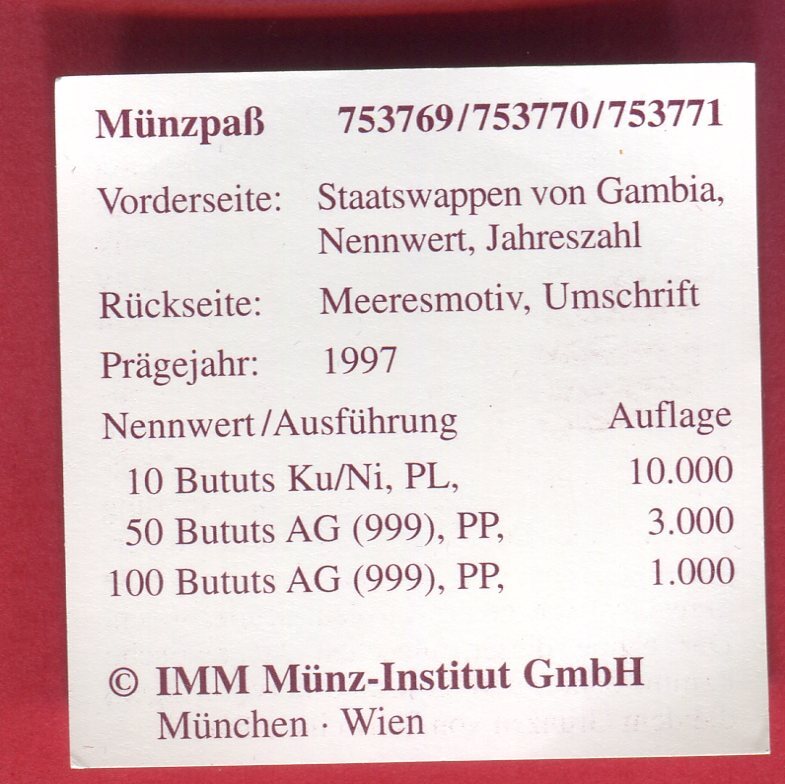 Münzpaß 753769/753770/753771
Vorderseite: Staatswappen von Gambia,
Nennwert, Jahreszahl
Rückseite: Meeresmotiv, Umschrift
Prägejahr: 1997
Nennwert/Ausführung Auflage
10 Bututs Ku/Ni, PL, 10.000
50 Bututs AG (999), PP, 3.000
100 Bututs AG (999), PP, 1.000
© IMM Münz-Institut GmbH
München · Wien